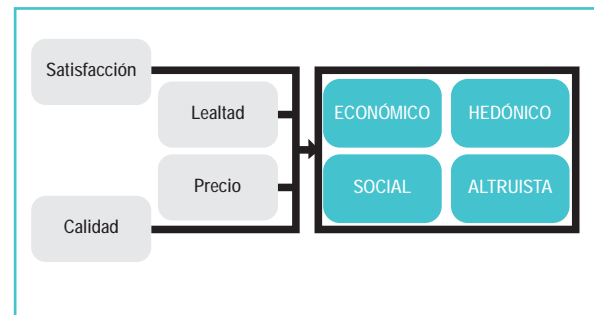 Satisfacción
Lealtad
Precio
Calidad
ECONÓMICO
HEDÓNICO
SOCIAL
ALTRUISTA